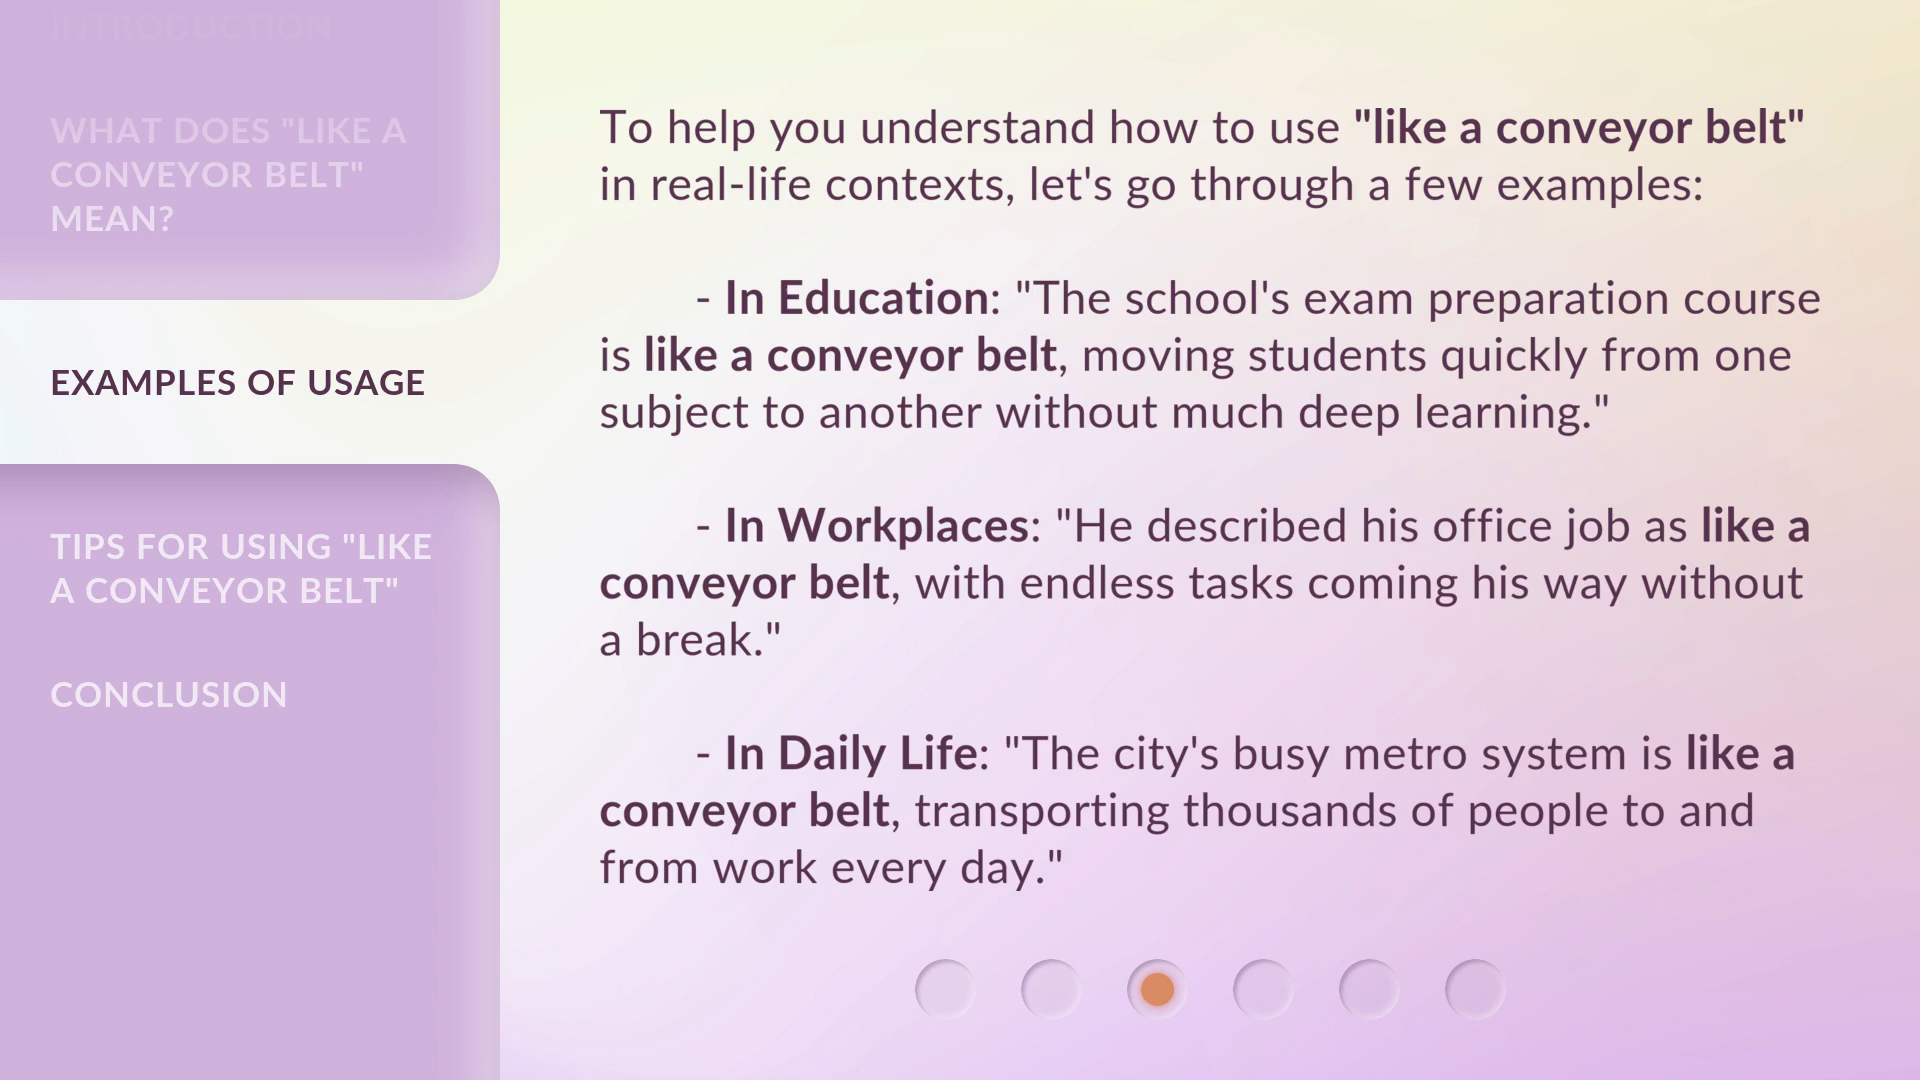 INTRODUCTION
WHAT DOES "LIKE A
CONVEYOR BELT"
MEAN?
EXAMPLES OF USAGE
TIPS FOR USING "LIKE
A CONVEYOR BELT"
CONCLUSION
To help you understand how to use "like a conveyor belt"
in real-life contexts, let's go through a few examples:
- In Education: "The school's exam preparation course
is like a conveyor belt, moving students quickly from one
subject to another without much deep learning."
- In Workplaces: "He described his office job as like a
conveyor belt, with endless tasks coming his way without
a break."
- In Daily Life: "The city's busy metro system is like a
conveyor belt, transporting thousands of people to and
from work every day."